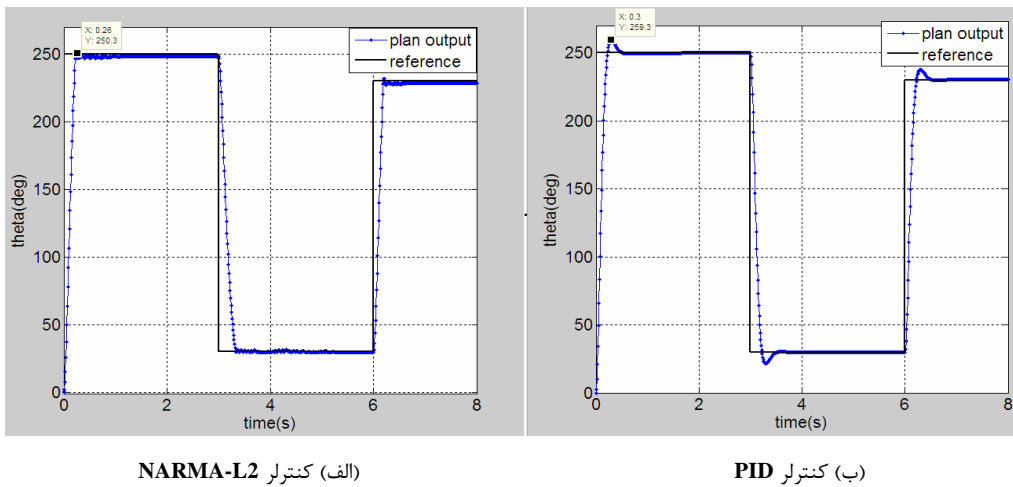 X: 0.26
Y: 250.3
plan output
reference
250
200
150
100
50
0
theta(deg)
0
2
4
6
8
time(s)
X: 0.3
Y: 259.3
plan output
reference
250
200
150
100
50
0
theta(deg)
0
2
4
6
8
time(s)
(الف) کنترلر NARMA-L2
(ب) کنترلر PID